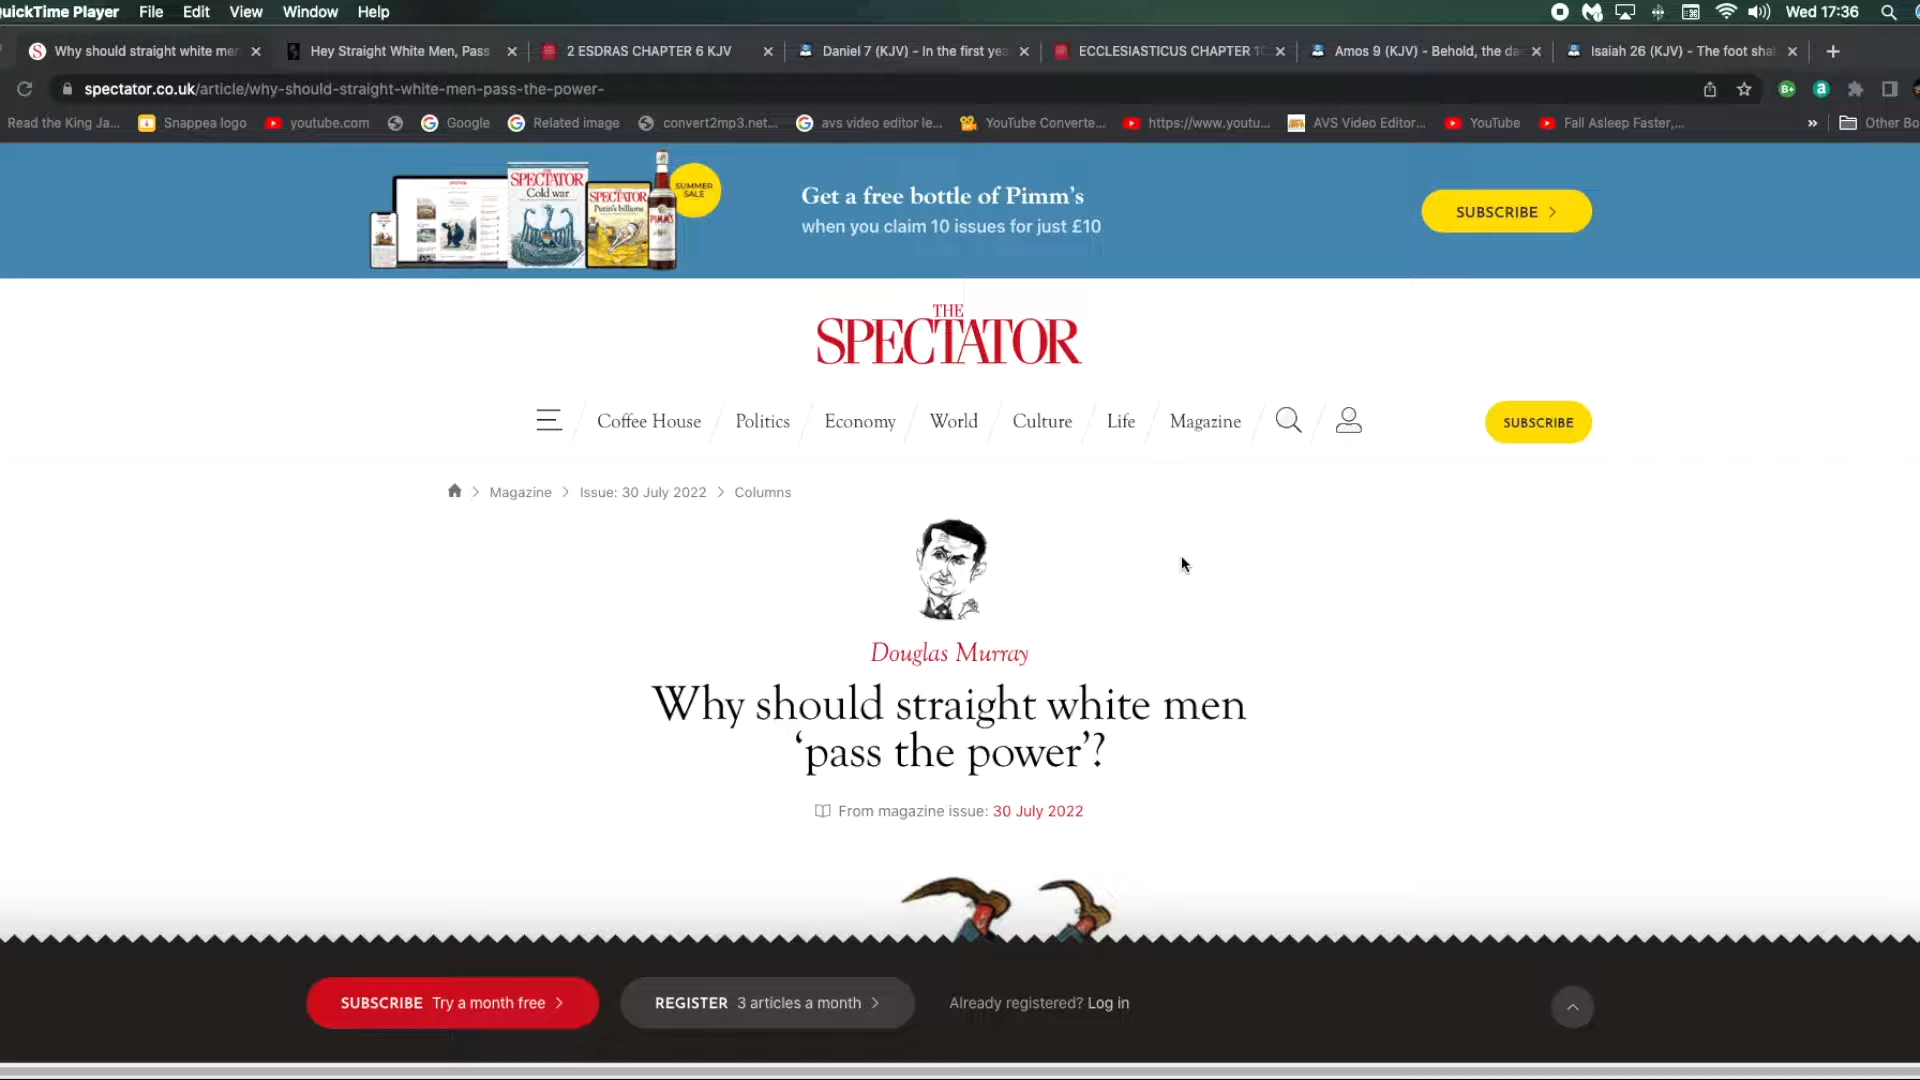 QuickTime Player File Edit View Window Help Wed 17:36
Why should straight white mer Hey Straight White Men, Pass 2 ESDRAS CHAPTER 6 KJV Daniel 7 (KJV) - In the first yea ECCLESIASTICUS CHAPTER 10 Amos 9 (KJV) - Behold, the da Isaiah 26 (KJV) - The foot shal
spectator.co.uk/article/why-should-straight-white-men-pass-the-power-
Read the King Ja... Snappea logo youtube.com Google Related image convert2mp3.net... avs video editor le... YouTube Converte... https://www.youtu... AVS Video Editor... YouTube Fall Asleep Faster,... » Other Bo
SPECTATOR
Cold war
SPECTATOR
Putin's billions
PIMM'S
SUMMER
SALE
Get a free bottle of Pimm's
when you claim 10 issues for just £10
SUBSCRIBE
THE
SPECTATOR
Coffee House Politics Economy World Culture Life Magazine
SUBSCRIBE
Magazine > Issue: 30 July 2022 > Columns
Douglas Murray
Why should straight white men
‘pass the power’?
From magazine issue: 30 July 2022
SUBSCRIBE Try a month free
REGISTER 3 articles a month
Already registered? Log in